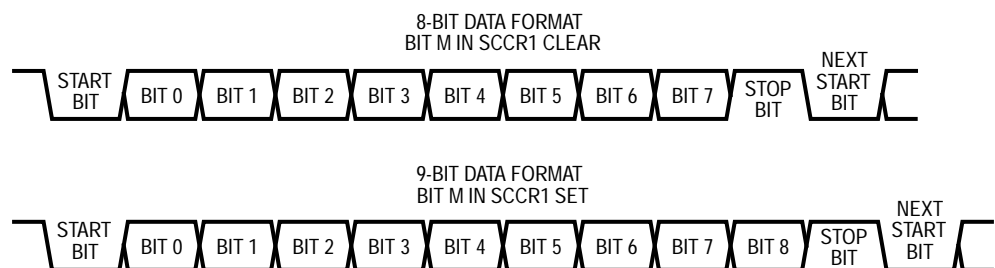 8-BIT DATA FORMAT
BIT M IN SCCR1 CLEAR
START BIT
BIT 0
BIT 1
BIT 2
BIT 3
BIT 4
BIT 5
BIT 6
BIT 7
STOP BIT
NEXT START BIT
9-BIT DATA FORMAT
BIT M IN SCCR1 SET
START BIT
BIT 0
BIT 1
BIT 2
BIT 3
BIT 4
BIT 5
BIT 6
BIT 7
BIT 8
STOP BIT
NEXT START BIT